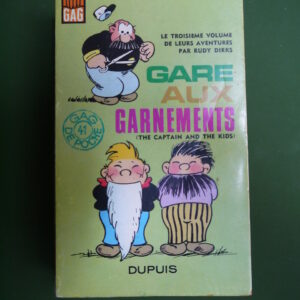 GAG
LE TROISIÈME VOLUME
DE LEURS AVENTURES
PAR RUDY DIRKS
GARE
AUX
GARNEMENTS
(THE CAPTAIN AND THE KIDS)
GAG
41
DE POCHE
DUPUIS